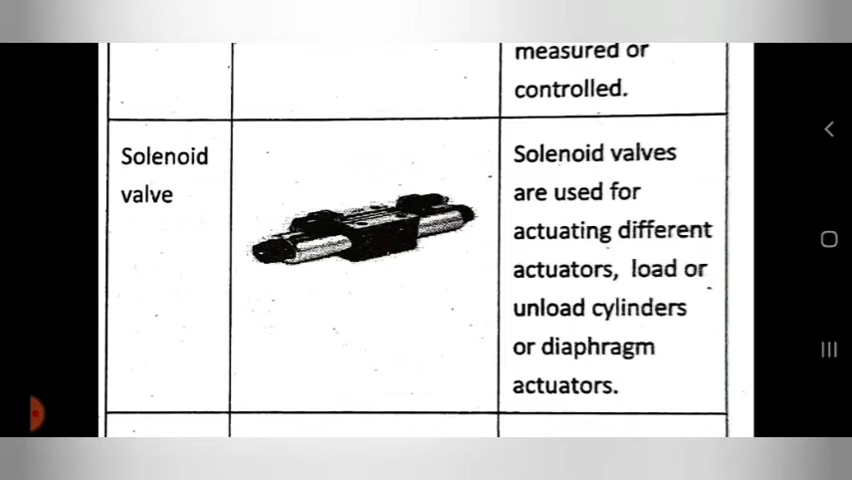 measured or
controlled.
Solenoid
valve
Solenoid valves
are used for
actuating different
actuators, load or
unload cylinders
or diaphragm
actuators.